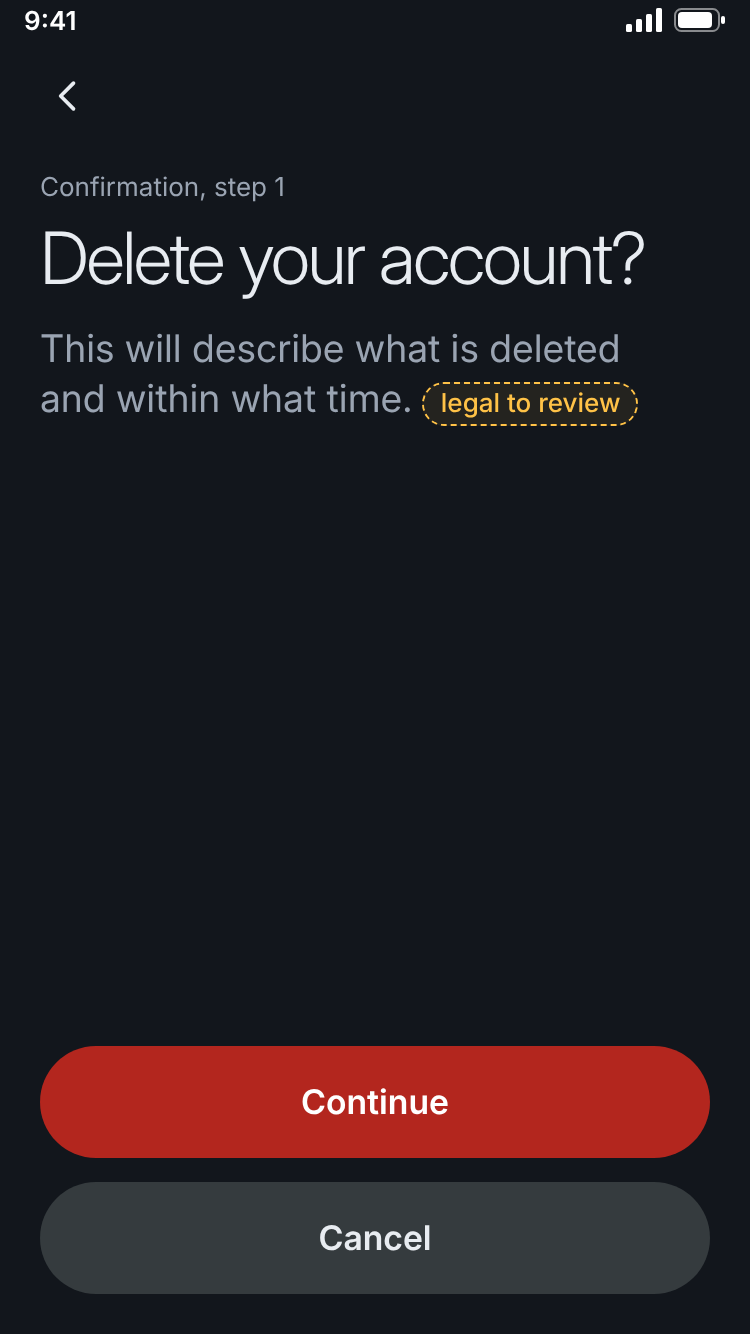 9:41
Confirmation, step 1
Delete your account?
This will describe what is deleted
and within what time. legal to review
Continue
Cancel